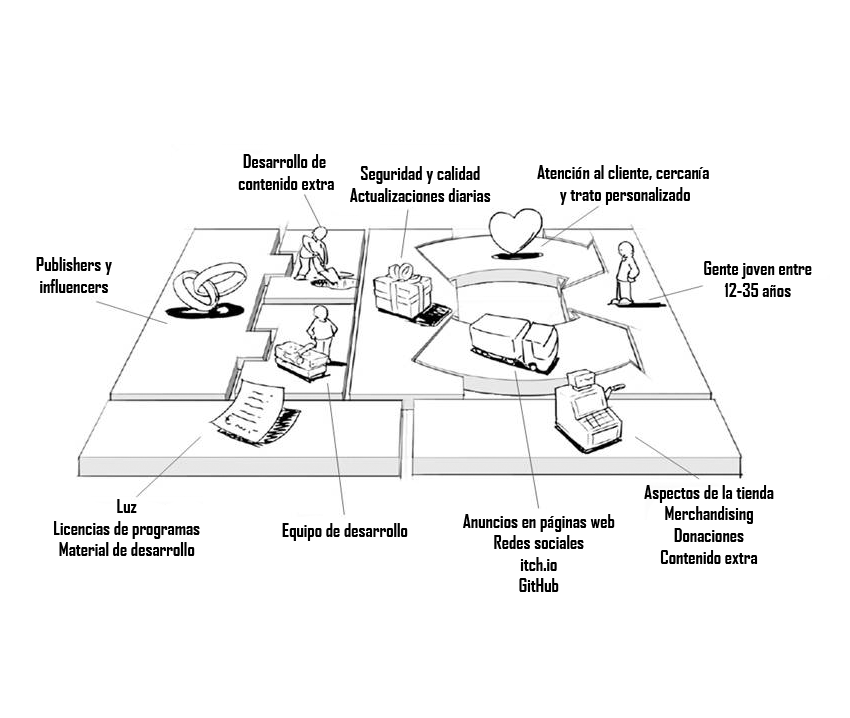 Desarrollo de
contenido extra
Seguridad y calidad
Actualizaciones diarias
Atención al cliente, cercanía
y trato personalizado
Publishers y
influencers
Gente joven entre
12-35 años
Luz
Licencias de programas
Material de desarrollo
Equipo de desarrollo
Anuncios en páginas web
Redes sociales
itch.io
GitHub
Aspectos de la tienda
Merchandising
Donaciones
Contenido extra